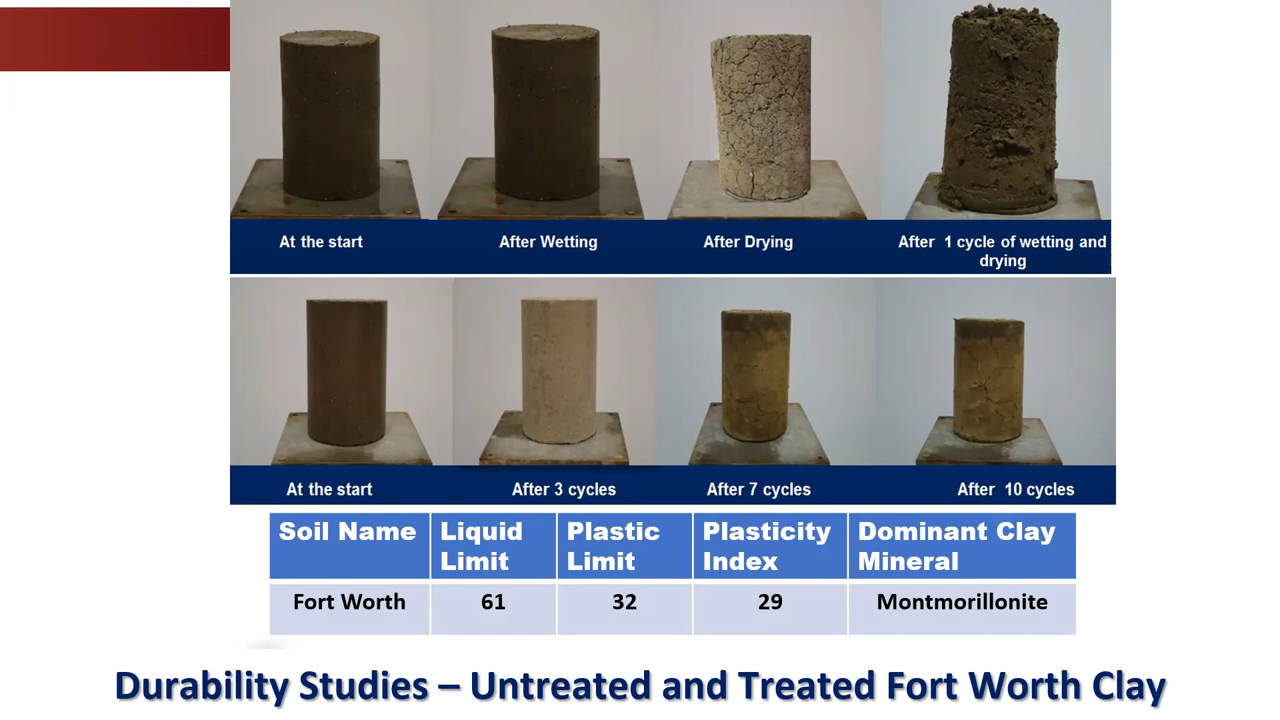 At the start
After Wetting
After Drying
After 1 cycle of wetting and
drying
At the start
After 3 cycles
After 7 cycles
After 10 cycles
Soil Name
Liquid
Limit
Plastic
Limit
Plasticity
Index
Dominant Clay
Mineral
Fort Worth
61
32
29
Montmorillonite
Durability Studies – Untreated and Treated Fort Worth Clay